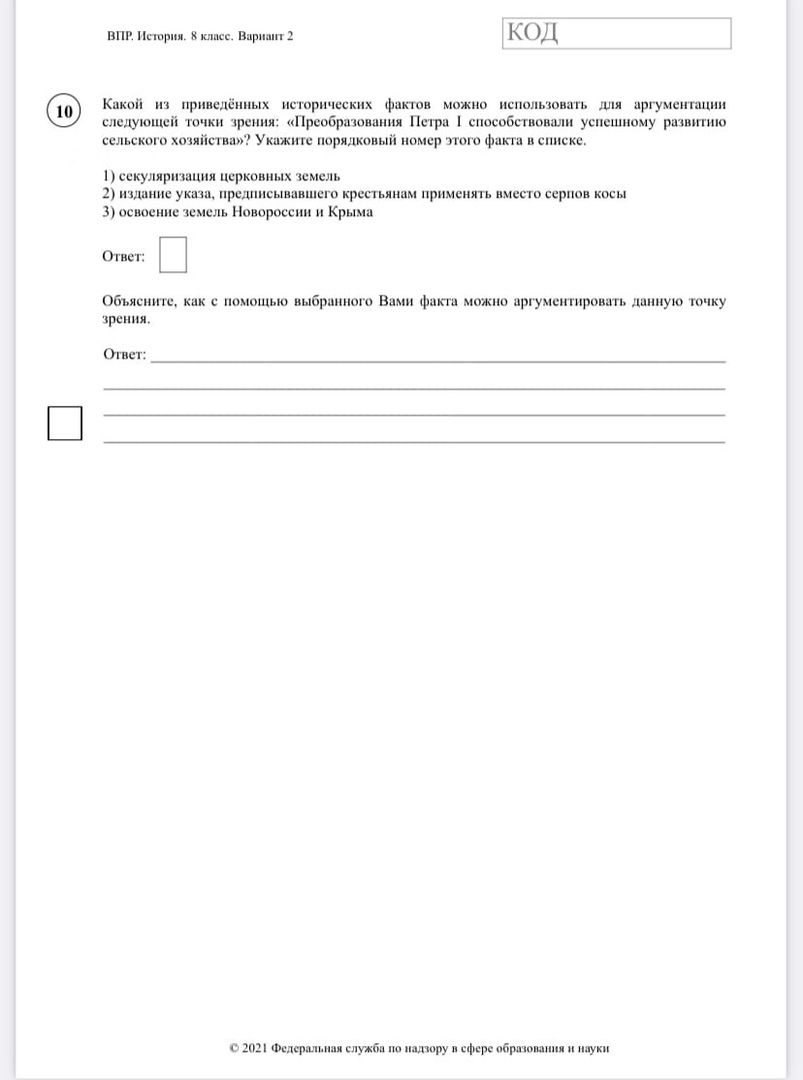 ВПР. История. 8 класс. Вариант 2
КОД
10
Какой из приведённых исторических фактов можно использовать для аргументации
следующей точки зрения: «Преобразования Петра I способствовали успешному развитию
сельского хозяйства»? Укажите порядковый номер этого факта в списке.
1) секуляризация церковных земель
2) издание указа, предписывавшего крестьянам применять вместо серпов косы
3) освоение земель Новороссии и Крыма
Ответ:
Объясните, как с помощью выбранного Вами факта можно аргументировать данную точку
зрения.
Ответ:
© 2021 Федеральная служба по надзору в сфере образования и науки